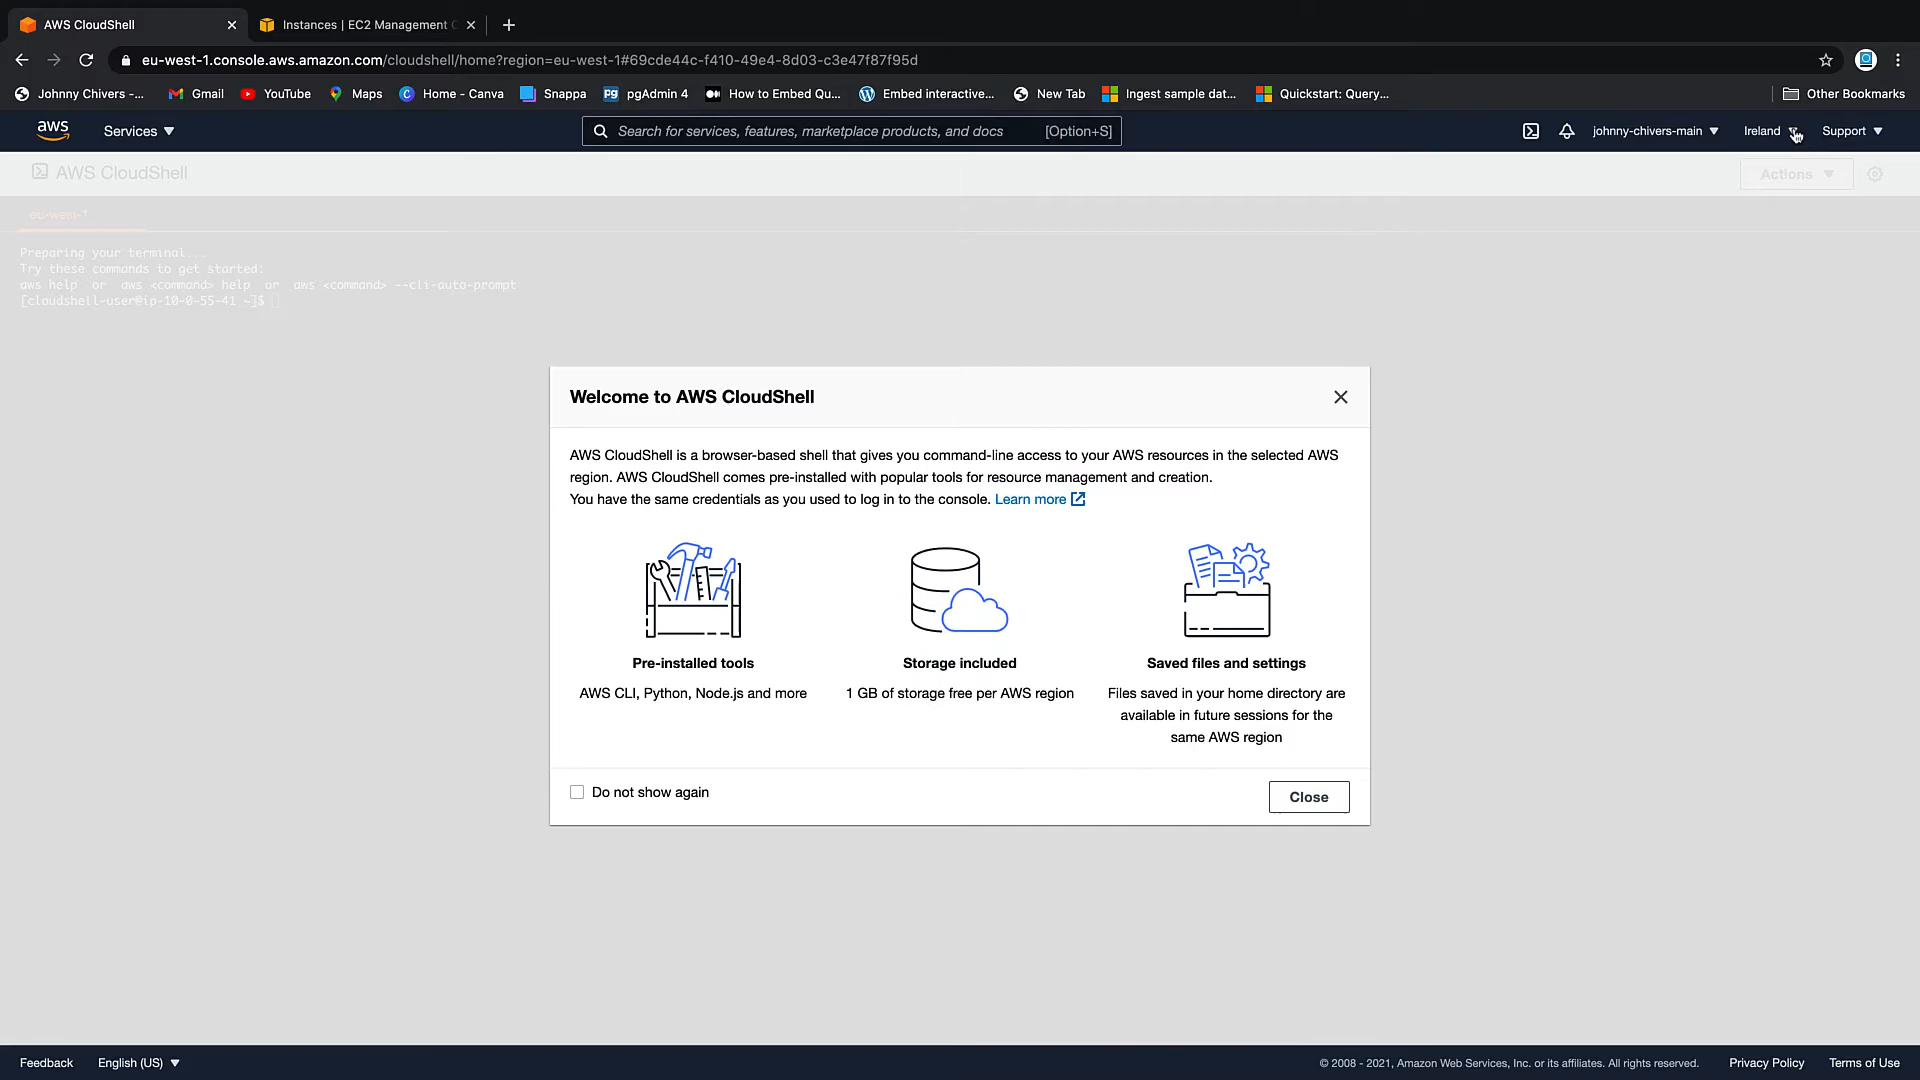 AWS CloudShell
Instances | EC2 Management C
eu-west-1.console.aws.amazon.com/cloudshell/home?region=eu-west-1#69cde44c-f410-49e4-8d03-c3e47f87f95d
Johnny Chivers -... Gmail YouTube Maps Home - Canva Snappa pgAdmin 4 How to Embed Qu... Embed interactive... New Tab Ingest sample dat... Quickstart: Query... Other Bookmarks
aws Services Search for services, features, marketplace products, and docs [Option+S] johnny-chivers-main Ireland Support
AWS CloudShell Actions
eu-west-1
Preparing your terminal...
Try these commands to get started:
aws help or aws <command> help or aws <command> --cli-auto-prompt
[cloudshell-user@ip-10-0-55-41 ~]$
Welcome to AWS CloudShell
AWS CloudShell is a browser-based shell that gives you command-line access to your AWS resources in the selected AWS
region. AWS CloudShell comes pre-installed with popular tools for resource management and creation.
You have the same credentials as you used to log in to the console. Learn more
Pre-installed tools
AWS CLI, Python, Node.js and more
Storage included
1 GB of storage free per AWS region
Saved files and settings
Files saved in your home directory are
available in future sessions for the
same AWS region
Do not show again
Close
Feedback English (US) © 2008 - 2021, Amazon Web Services, Inc. or its affiliates. All rights reserved. Privacy Policy Terms of Use